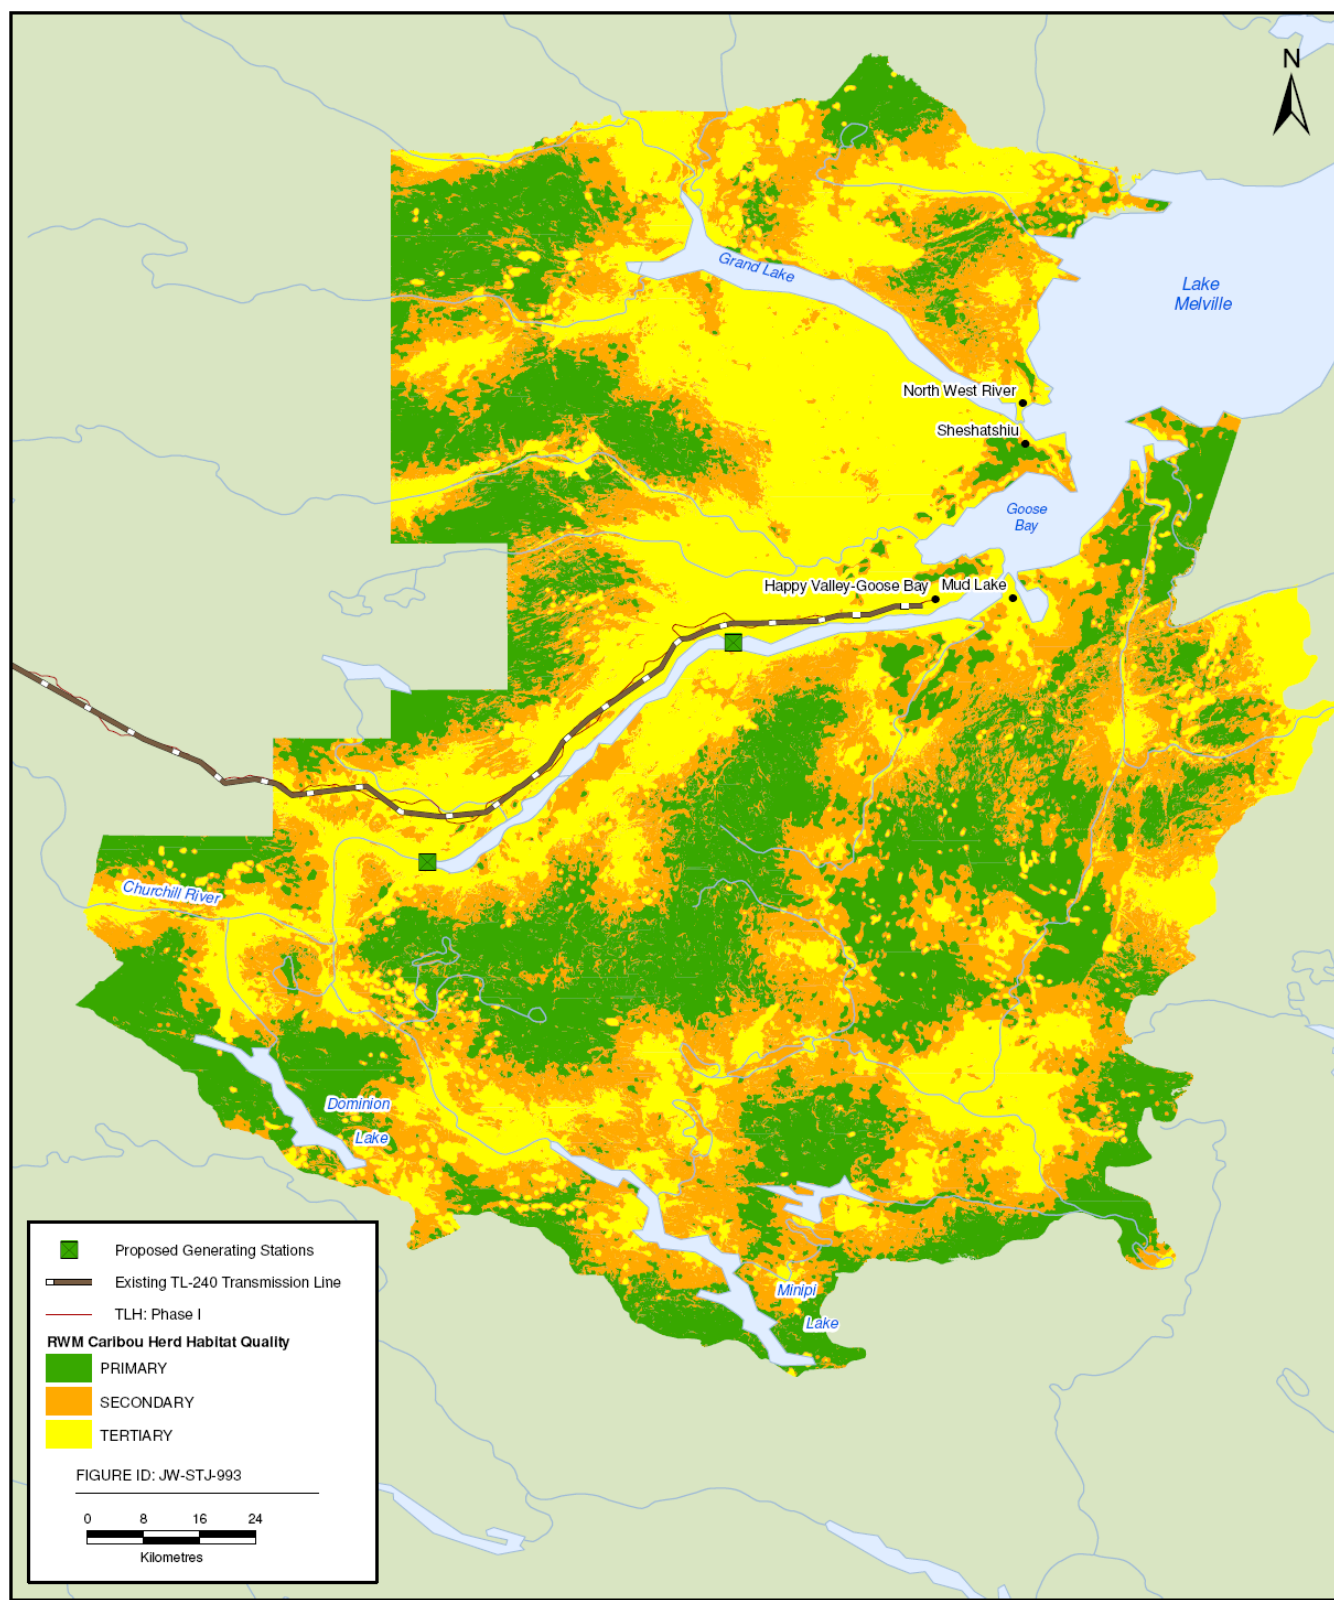 N
Grand Lake
Lake
Melville
North West River
Sheshatshiu
Goose
Bay
Happy Valley-Goose Bay
Mud Lake
Churchill River
Dominion
Lake
Minipi
Lake
Proposed Generating Stations
Existing TL-240 Transmission Line
TLH: Phase I
RWM Caribou Herd Habitat Quality
PRIMARY
SECONDARY
TERTIARY
FIGURE ID: JW-STJ-993
0 8 16 24
Kilometres